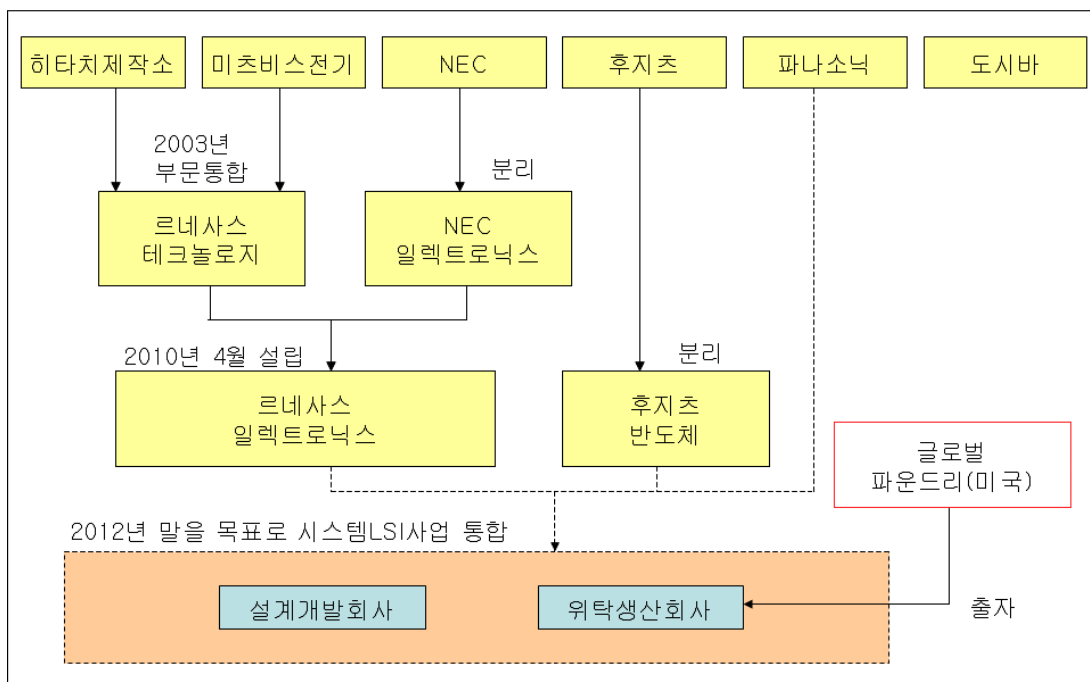 히타치제작소
미츠비스전기
NEC
후지츠
파나소닉
도시바
2003년
부문통합
분리
르네사스
테크놀로지
NEC
일렉트로닉스
2010년 4월 설립
분리
르네사스
일렉트로닉스
후지츠
반도체
글로벌
파운드리(미국)
2012년 말을 목표로 시스템LSI사업 통합
설계개발회사
위탁생산회사
출자